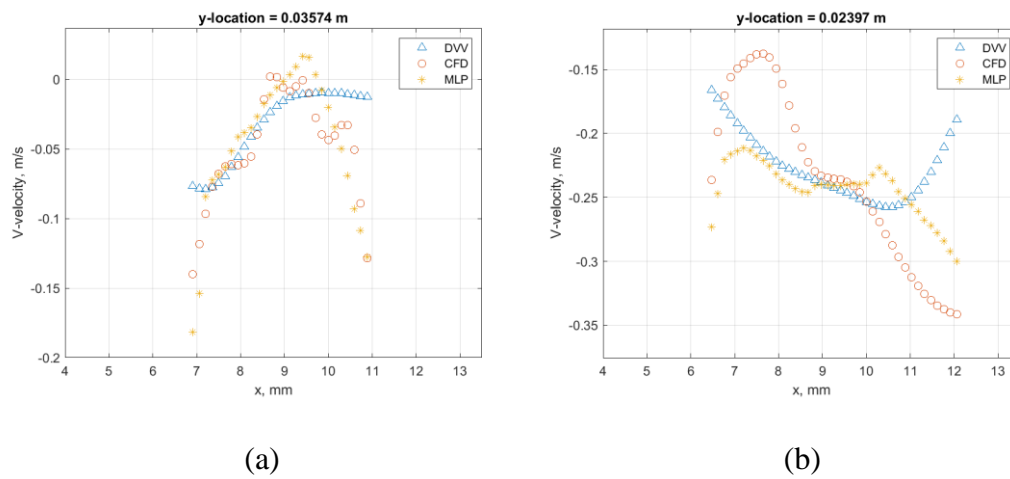 y-location = 0.03574 m
DVV
CFD
MLP
0
-0.05
-0.1
-0.15
-0.2
V-velocity, m/s
4 5 6 7 8 9 10 11 12 13
x, mm
(a)
y-location = 0.02397 m
DVV
CFD
MLP
-0.15
-0.2
-0.25
-0.3
-0.35
V-velocity, m/s
4 5 6 7 8 9 10 11 12 13
x, mm
(b)